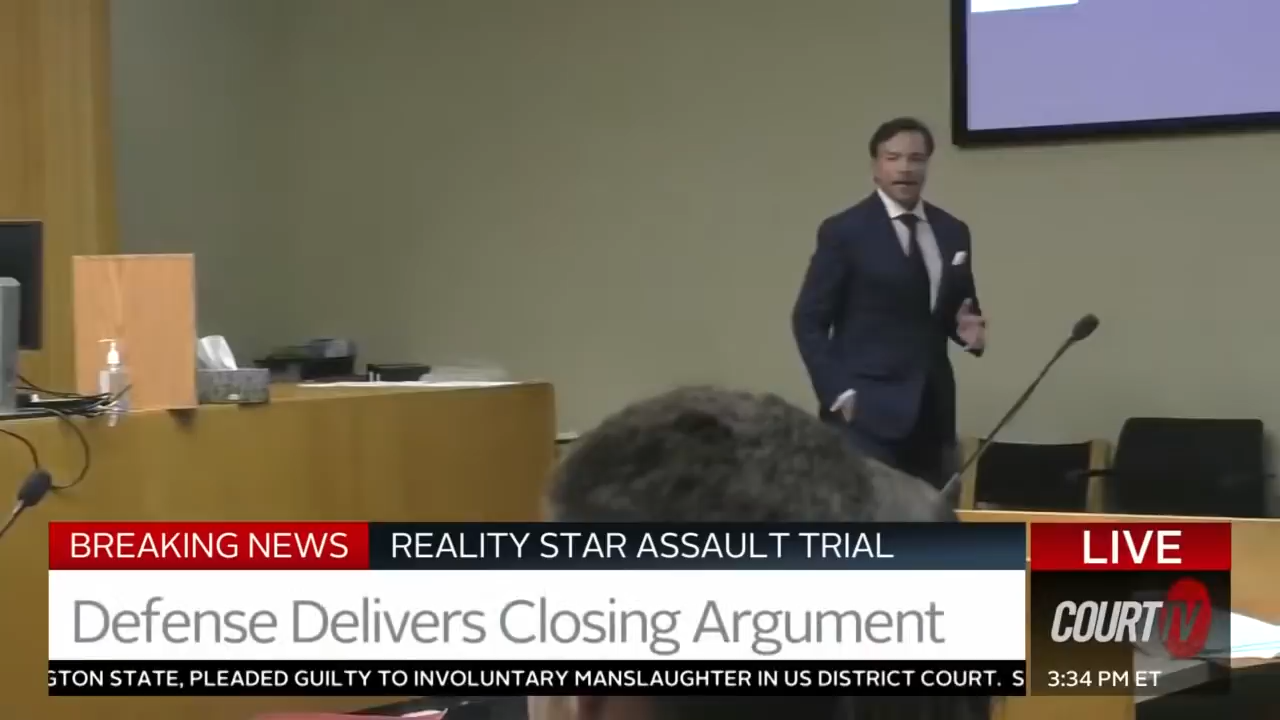 BREAKING NEWS REALITY STAR ASSAULT TRIAL
LIVE
Defense Delivers Closing Argument
COURT TV
GTON STATE, PLEADED GUILTY TO INVOLUNTARY MANSLAUGHTER IN US DISTRICT COURT. S
3:34 PM ET